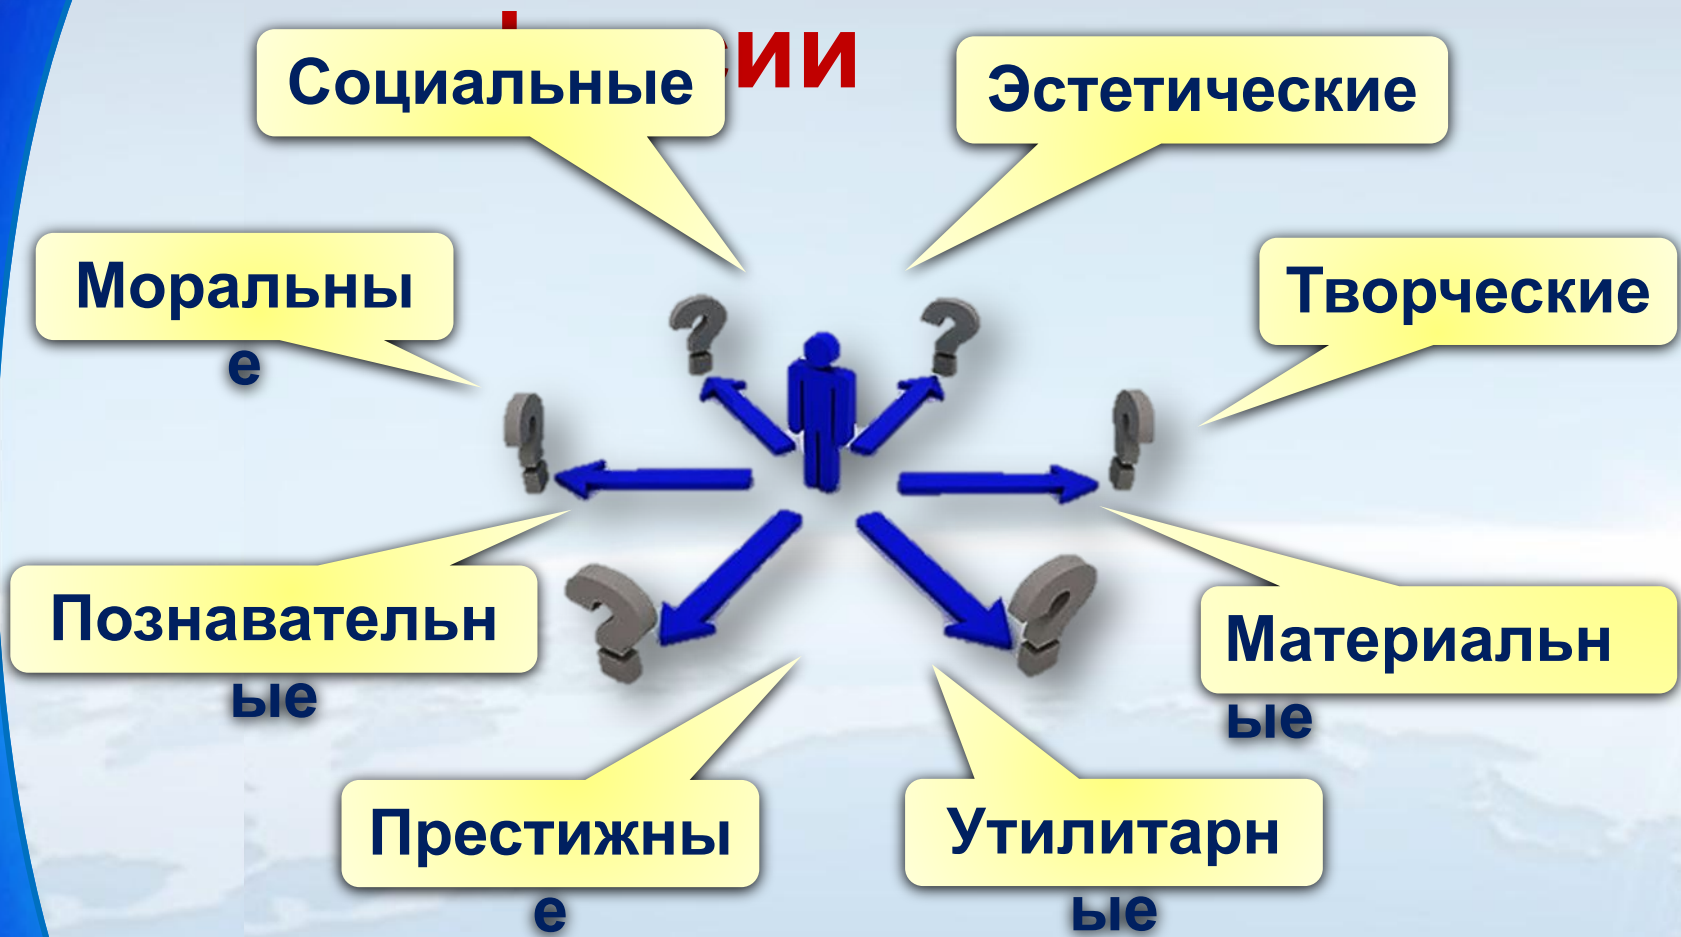 Социальные
Эстетические
Моральны
е
Творческие
Познавательн
ые
Материальн
ые
Престижны
е
Утилитарн
ые